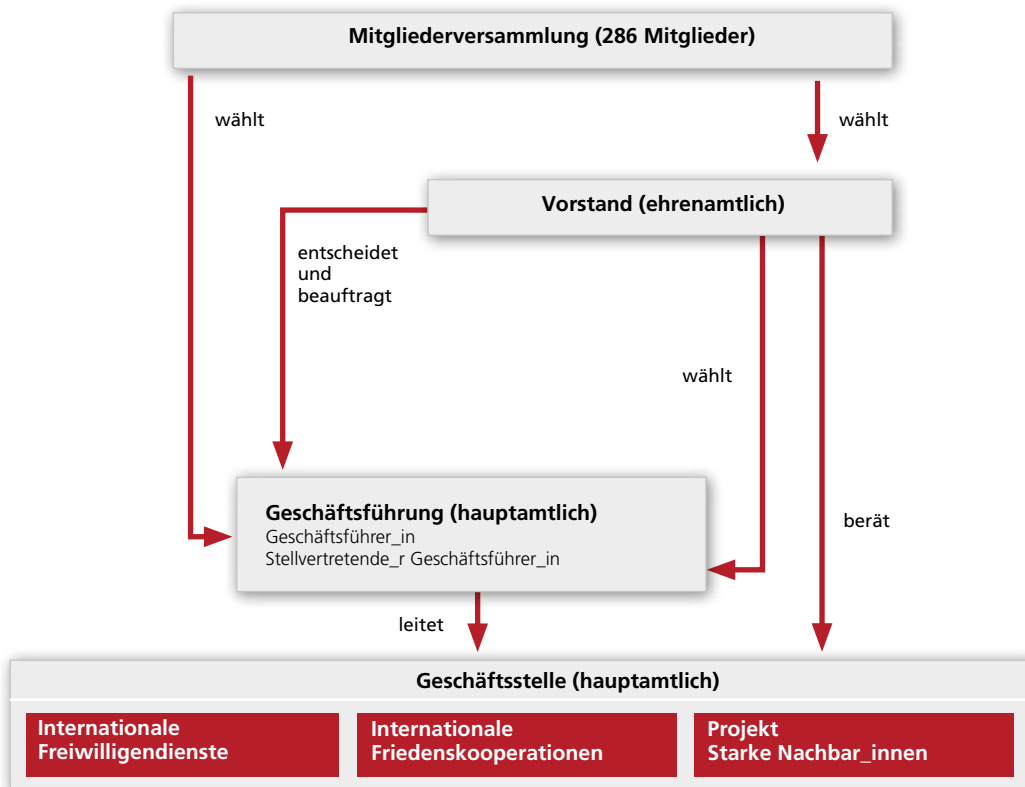 Mitgliederversammlung (286 Mitglieder)
wählt
wählt
Vorstand (ehrenamtlich)
entscheidet
und
beauftragt
wählt
Geschäftsführung (hauptamtlich)
Geschäftsführer_in
Stellvertretende_r Geschäftsführer_in
berät
leitet
Geschäftsstelle (hauptamtlich)
Internationale
Freiwilligendienste
Internationale
Friedenskooperationen
Projekt
Starke Nachbar_innen